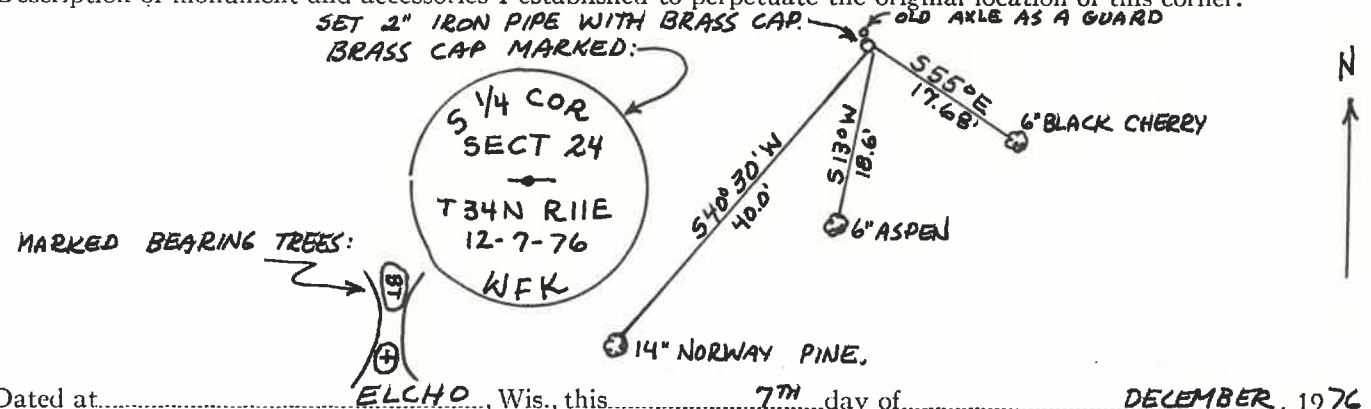 Description of monument and accessories I established to perpetuate the original location of this corner:
SET 2" IRON PIPE WITH BRASS CAP.
OLD AXLE AS A GUARD
BRASS CAP MARKED:
N
S 1/4 COR
SECT 24
T34N R11E
12-7-76
WFK
S55°E
17.68'
6" BLACK CHERRY
S13°W
18.6'
6" ASPEN
S40°30'W
40.0'
14" NORWAY PINE.
MARKED BEARING TREES:
BT
Dated at ELCHO, Wis., this 7TH day of DECEMBER, 1976